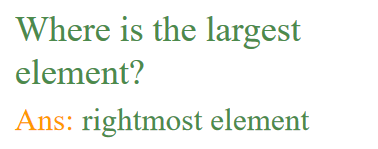 Where is the largest
element?
Ans: rightmost element